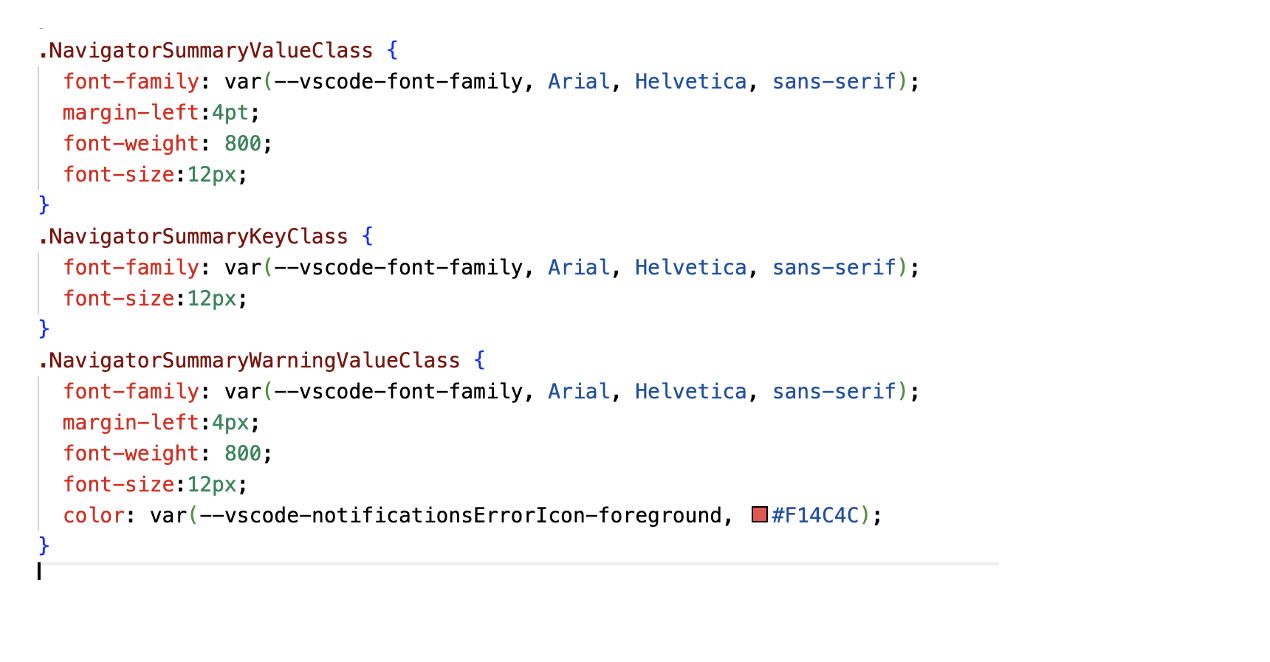 .NavigatorSummaryValueClass {
  font-family: var(--vscode-font-family, Arial, Helvetica, sans-serif);
  margin-left:4pt;
  font-weight: 800;
  font-size:12px;
}
.NavigatorSummaryKeyClass {
  font-family: var(--vscode-font-family, Arial, Helvetica, sans-serif);
  font-size:12px;
}
.NavigatorSummaryWarningValueClass {
  font-family: var(--vscode-font-family, Arial, Helvetica, sans-serif);
  margin-left:4px;
  font-weight: 800;
  font-size:12px;
  color: var(--vscode-notificationsErrorIcon-foreground, #F14C4C);
}